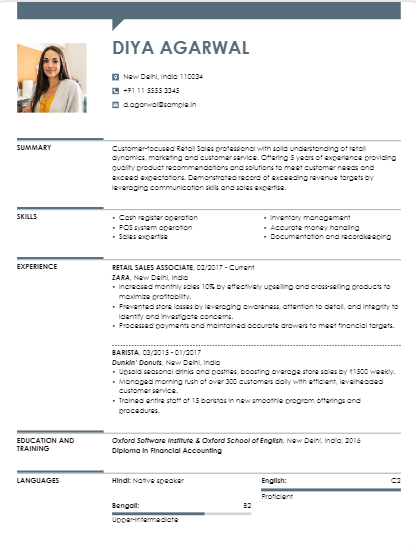 DIYA AGARWAL
New Delhi, India 110034
+91 11 5555 3345
d.agarwal@sample.in
SUMMARY
Customer-focused Retail Sales professional with solid understanding of retail
dynamics, marketing and customer service. Offering 5 years of experience providing
quality product recommendations and solutions to meet customer needs and
exceed expectations. Demonstrated record of exceeding revenue targets by
leveraging communication skills and sales expertise.
SKILLS
• Cash register operation
• POS system operation
• Sales expertise
• Inventory management
• Accurate money handling
• Documentation and recordkeeping
EXPERIENCE
RETAIL SALES ASSOCIATE, 02/2017 - Current
ZARA, New Delhi, India
• Increased monthly sales 10% by effectively upselling and cross-selling products to
maximize profitability.
• Prevented store losses by leveraging awareness, attention to detail, and integrity to
identify and investigate concerns.
• Processed payments and maintained accurate drawers to meet financial targets.
BARISTA, 03/2015 - 01/2017
Dunkin' Donuts, New Delhi, India
• Upsold seasonal drinks and pastries, boosting average store sales by ₹1500 weekly.
• Managed morning rush of over 300 customers daily with efficient, levelheaded
customer service.
• Trained entire staff of 15 baristas in new smoothie program offerings and
procedures.
EDUCATION AND
TRAINING
Oxford Software Institute & Oxford School of English, New Delhi, India, 2016
Diploma in Financial Accounting
LANGUAGES
Hindi: Native speaker
English: C2
Proficient
Bengali: B2
Upper-intermediate